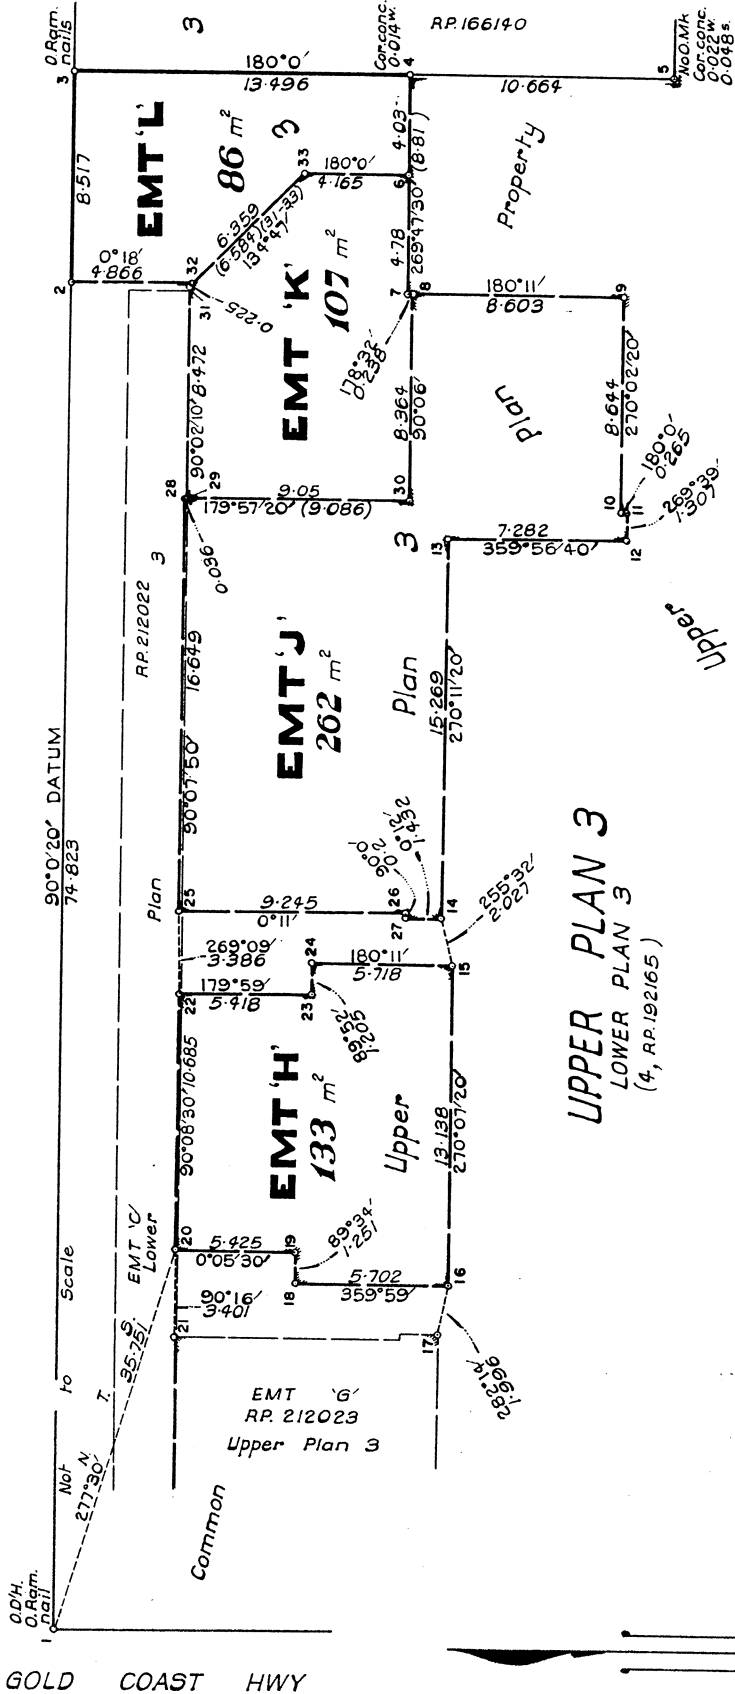 O.Ram.
nails
3
Cor.conc.
0·014w.
RP.166140
NoO.Mk
Cor.conc.
0·022w.
0·048s.
3
180°0'
13·496
4
10·664
5
8·517
EMT 'L'
86 m²
3
33
4·03
(8·81)
180°0'
4·165
6
6·359
(6·584)(31-33)
134°47'
Property
0°18'
4·866
2
32
31
0·225
EMT 'K'
107 m²
4·78
269°47'30"
7
8
180°11'
8·603
9
178°32'
0·238
90°02'10" 8·472
8·364
90°06'
Plan
8·644
270°02'20"
180°0'
0·265
28
29
9·05
179°57'20" (9·086)
30
10
11
269°39'
1·307
0·036
3
13
7·282
359°56'40"
12
RP.212022 3
Upper
16·649
90°07'50"
EMT 'J'
262 m²
Plan
15·269
270°11'20"
90°0'20" DATUM
74·823
90°0'
0·2
0°12'
1·432
Plan
25
9·245
0°11'
26
27
14
255°32'
2·027
269°09'
3·386
24
180°11'
5·718
15
22
179°59'
5·418
23
89°52'
1·205
UPPER PLAN 3
LOWER PLAN 3
(4, RP.192165)
90°08'30" 10·685
EMT 'H'
133 m²
Upper
13·138
270°07'20"
EMT 'C'
Lower
20
5·425
0°05'30"
19
89°34'
1·251
Not to Scale
90°16'
3·401
18
5·702
359°59'
16
21
17
282°14'
1·996
N. T. S.
277°30'
35·751
EMT 'G'
RP. 212023
Upper Plan 3
Common
O.D'H.
O.Ram.
nail
1
GOLD COAST HWY